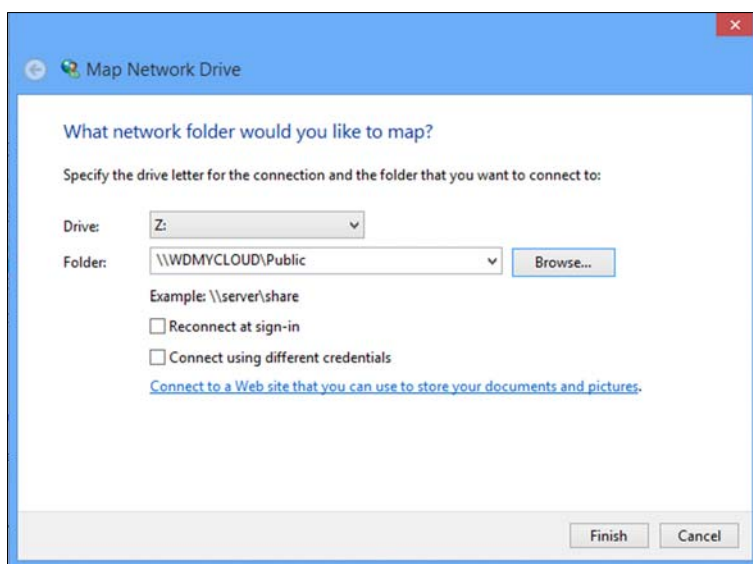 Map Network Drive
What network folder would you like to map?
Specify the drive letter for the connection and the folder that you want to connect to:
Drive: Z:
Folder: \\WDMYCLOUD\Public Browse...
Example: \\server\share
Reconnect at sign-in
Connect using different credentials
Connect to a Web site that you can use to store your documents and pictures.
Finish Cancel